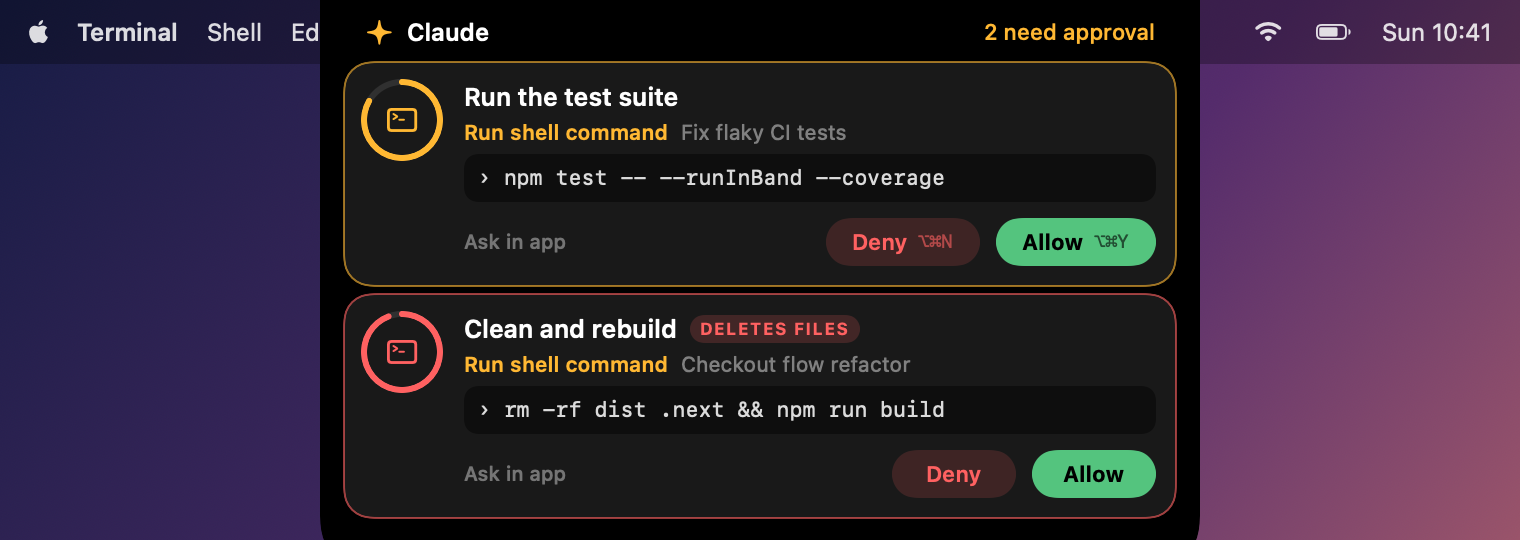 Terminal Shell Ed
Claude
2 need approval
Sun 10:41
Run the test suite
Run shell command Fix flaky CI tests
› npm test -- --runInBand --coverage
Ask in app
Deny ⌥⌘N
Allow ⌥⌘Y
Clean and rebuild DELETES FILES
Run shell command Checkout flow refactor
› rm -rf dist .next && npm run build
Ask in app
Deny
Allow